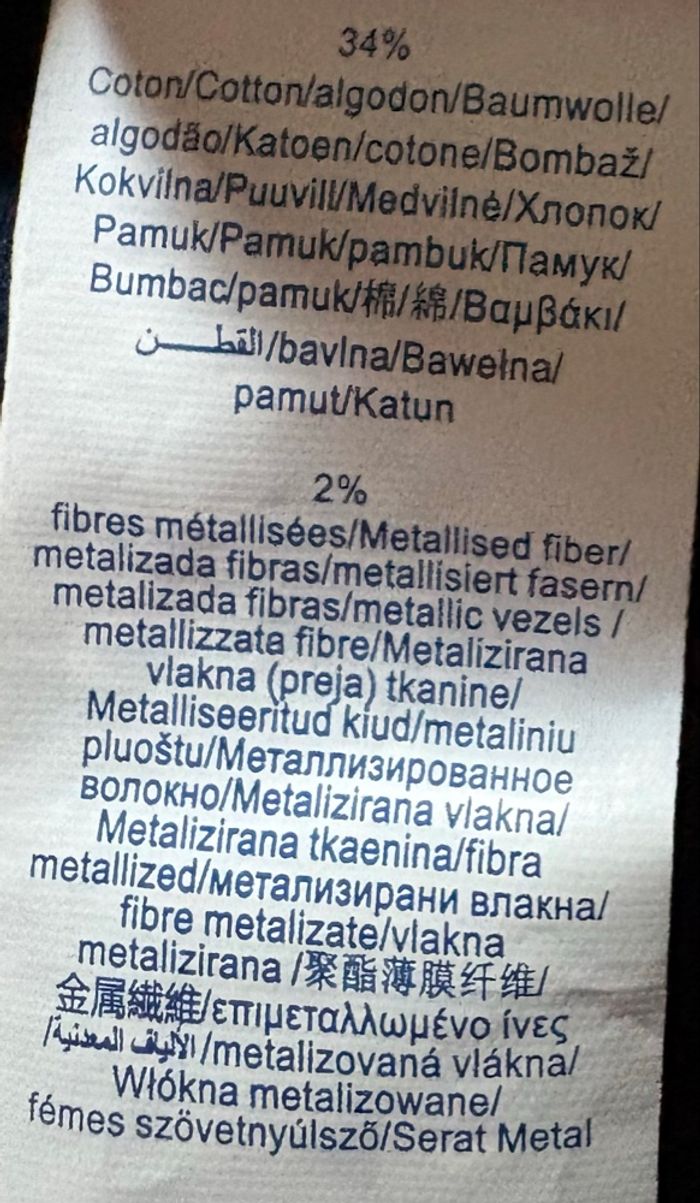 34%
Coton/Cotton/algodon/Baumwolle/
algodão/Katoen/cotone/Bombaž/
Kokvilna/Puuvill/Medvilnė/Хлопок/
Pamuk/Pamuk/pambuk/Памук/
Bumbac/pamuk/棉/綿/Βαμβάκι/
القطــــن/bavlna/Bawełna/
pamut/Katun
2%
fibres métallisées/Metallised fiber/
metalizada fibras/metallisiert fasern/
metalizada fibras/metallic vezels /
metallizzata fibre/Metalizirana
vlakna (preja) tkanine/
Metalliseeritud kiud/metaliniu
pluoštu/Металлизированное
волокно/Metalizirana vlakna/
Metalizirana tkaenina/fibra
metallized/метализирани влакна/
fibre metalizate/vlakna
metalizirana /聚酯薄膜纤维/
金属繊維/επιμεταλλωμένο ίνες
الألياف المعدنية/metalizovaná vlákna/
Włókna metalizowane/
fémes szövetnyúlsző/Serat Metal